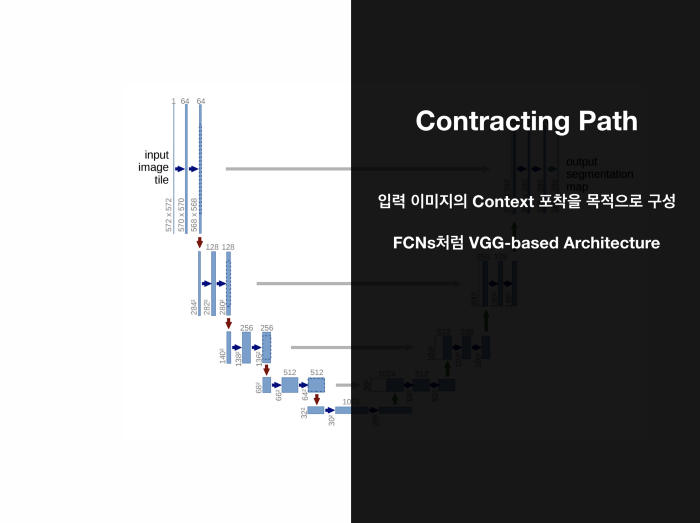 Contracting Path
입력 이미지의 Context 포착을 목적으로 구성
FCNs처럼 VGG-based Architecture
1 64 64
input
image
tile
output
segmentation
map
572 x 572
570 x 570
568 x 568
128 128
284²
282²
280²
256 256
140²
138²
136²
512 512
68²
66²
64²
32²
30²